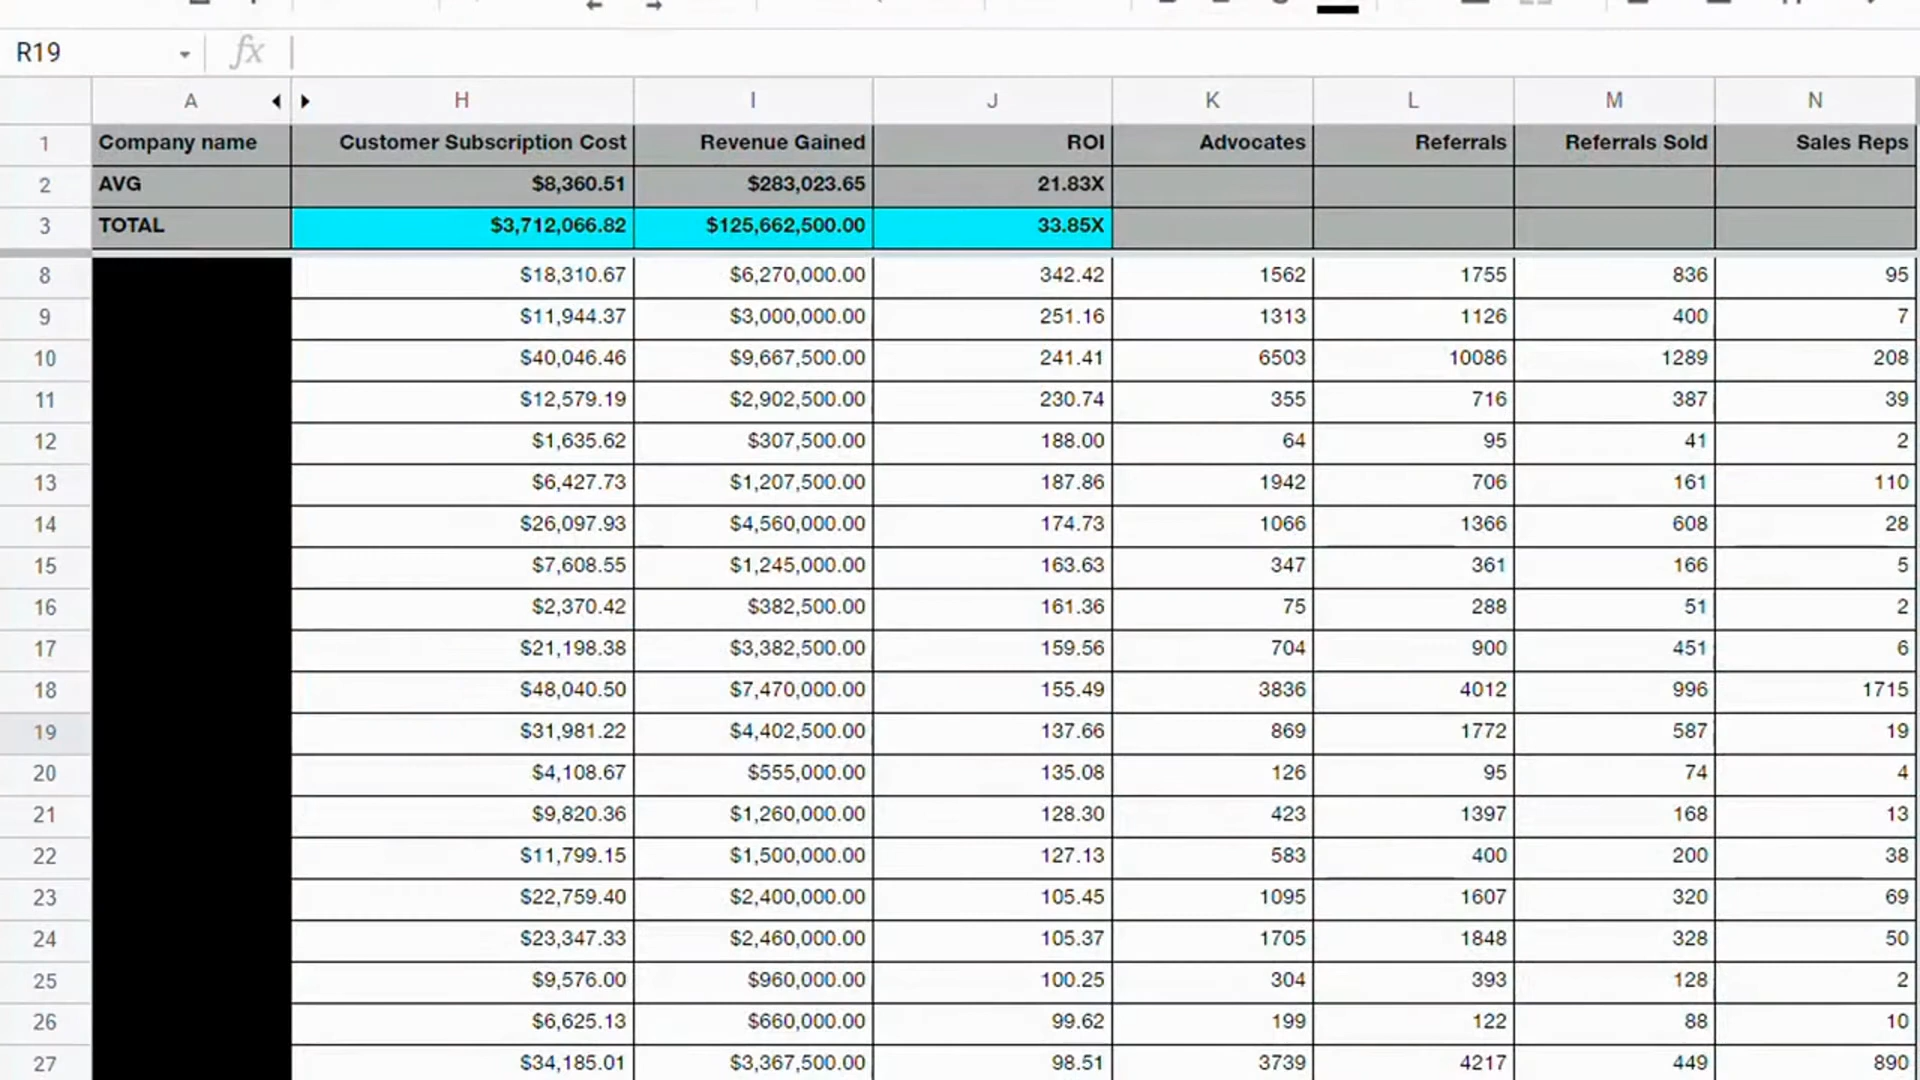 R19 fx
A H I J K L M N
1 Company name Customer Subscription Cost Revenue Gained ROI Advocates Referrals Referrals Sold Sales Reps
2 AVG $8,360.51 $283,023.65 21.83X
3 TOTAL $3,712,066.82 $125,662,500.00 33.85X
8 $18,310.67 $6,270,000.00 342.42 1562 1755 836 95
9 $11,944.37 $3,000,000.00 251.16 1313 1126 400 7
10 $40,046.46 $9,667,500.00 241.41 6503 10086 1289 208
11 $12,579.19 $2,902,500.00 230.74 355 716 387 39
12 $1,635.62 $307,500.00 188.00 64 95 41 2
13 $6,427.73 $1,207,500.00 187.86 1942 706 161 110
14 $26,097.93 $4,560,000.00 174.73 1066 1366 608 28
15 $7,608.55 $1,245,000.00 163.63 347 361 166 5
16 $2,370.42 $382,500.00 161.36 75 288 51 2
17 $21,198.38 $3,382,500.00 159.56 704 900 451 6
18 $48,040.50 $7,470,000.00 155.49 3836 4012 996 1715
19 $31,981.22 $4,402,500.00 137.66 869 1772 587 19
20 $4,108.67 $555,000.00 135.08 126 95 74 4
21 $9,820.36 $1,260,000.00 128.30 423 1397 168 13
22 $11,799.15 $1,500,000.00 127.13 583 400 200 38
23 $22,759.40 $2,400,000.00 105.45 1095 1607 320 69
24 $23,347.33 $2,460,000.00 105.37 1705 1848 328 50
25 $9,576.00 $960,000.00 100.25 304 393 128 2
26 $6,625.13 $660,000.00 99.62 199 122 88 10
27 $34,185.01 $3,367,500.00 98.51 3739 4217 449 890